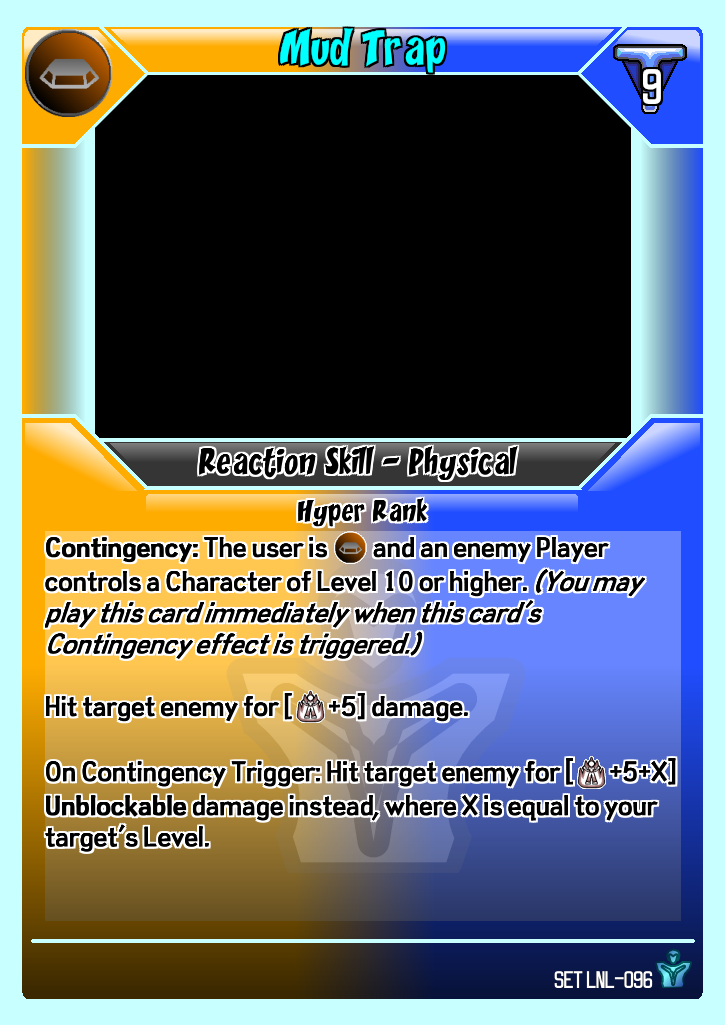 Mud Trap
9
Reaction Skill - Physical
Hyper Rank
Contingency: The user is and an enemy Player
controls a Character of Level 10 or higher. (You may
play this card immediately when this card's
Contingency effect is triggered.)
Hit target enemy for [ +5] damage.
On Contingency Trigger: Hit target enemy for [ +5+X]
Unblockable damage instead, where X is equal to your
target's Level.
SET LNL-096